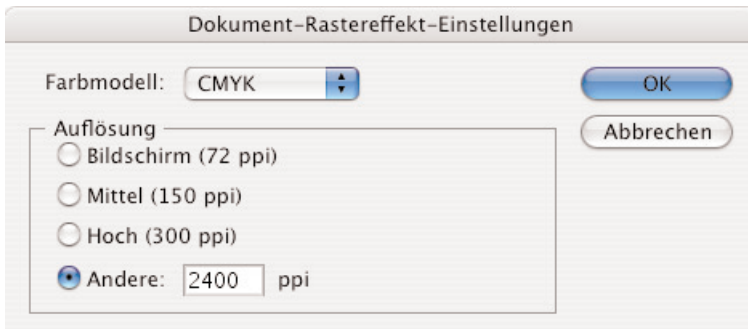 Dokument-Rastereffekt-Einstellungen
Farbmodell: CMYK
OK
Abbrechen
Auflösung
Bildschirm (72 ppi)
Mittel (150 ppi)
Hoch (300 ppi)
Andere: 2400 ppi